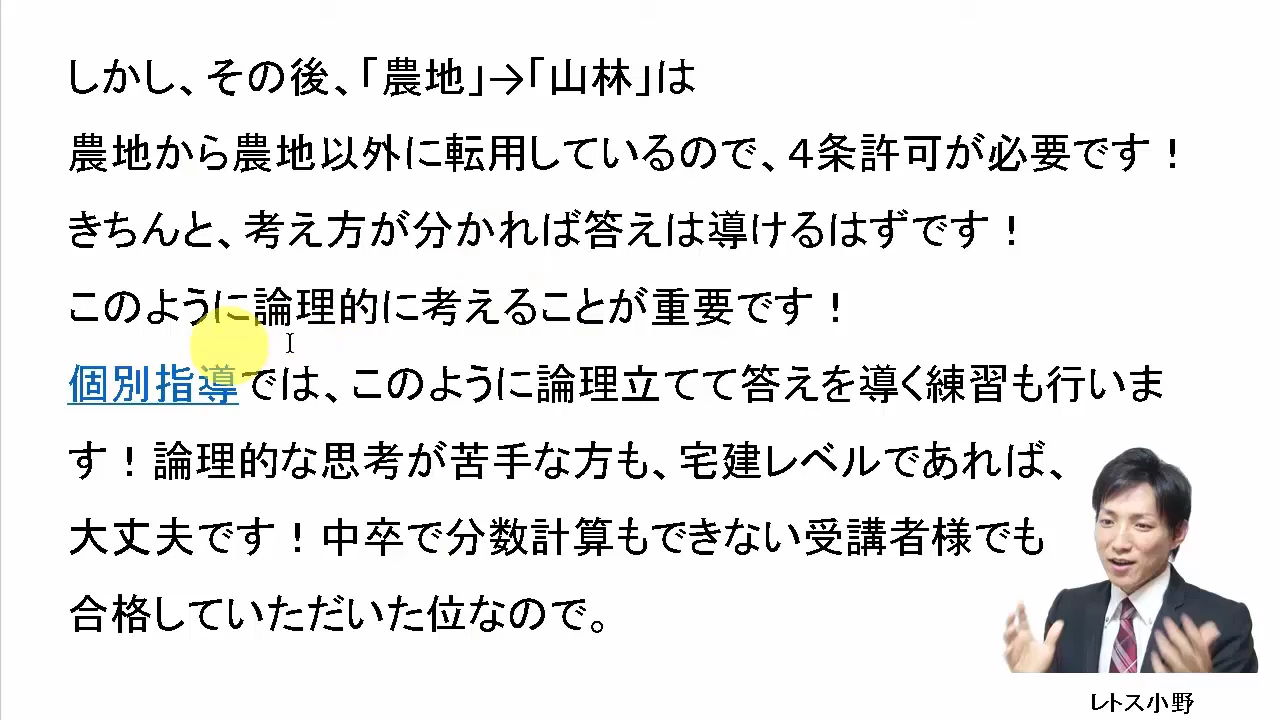 しかし、その後、「農地」→「山林」は
農地から農地以外に転用しているので、４条許可が必要です！
きちんと、考え方が分かれば答えは導けるはずです！
このように論理的に考えることが重要です！
個別指導では、このように論理立てて答えを導く練習も行いま
す！論理的な思考が苦手な方も、宅建レベルであれば、
大丈夫です！中卒で分数計算もできない受講者様でも
合格していただいた位なので。
レトス小野